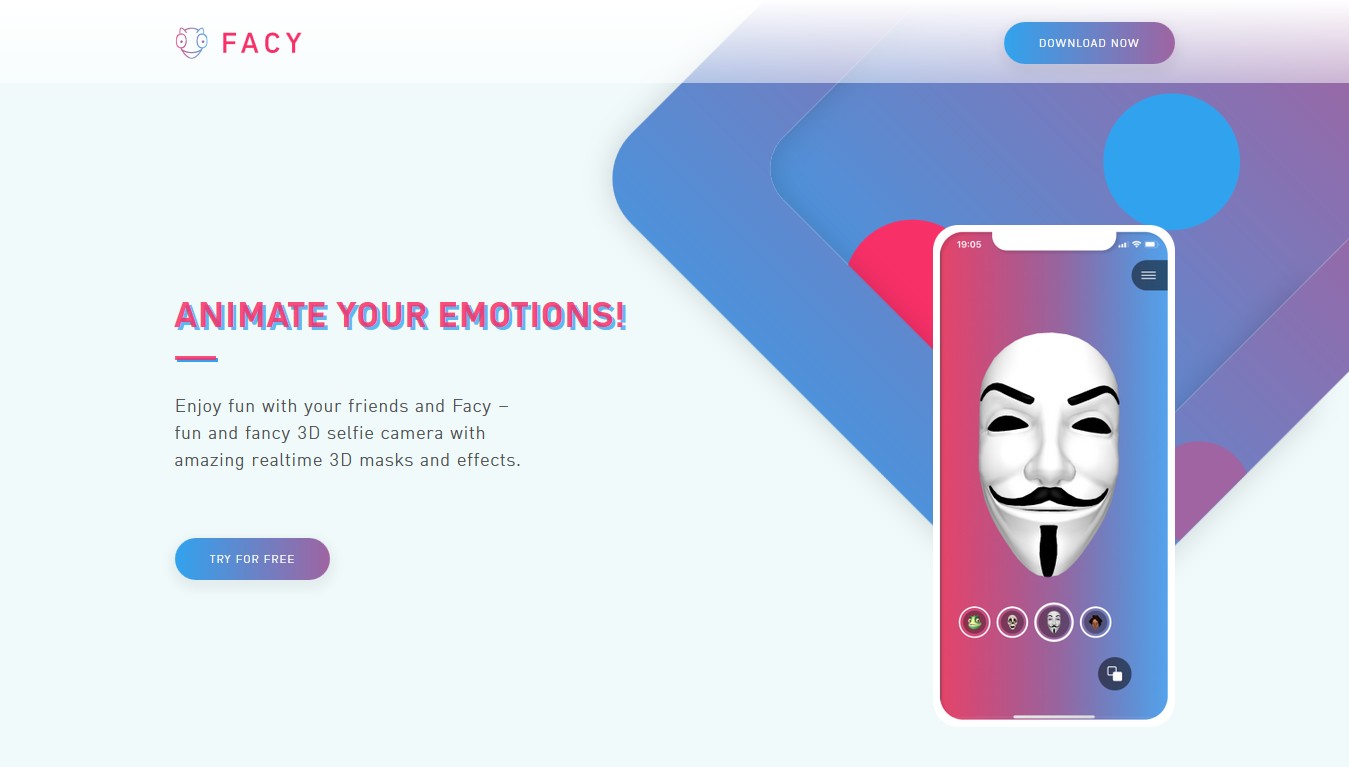 FACY
DOWNLOAD NOW
19:05
ANIMATE YOUR EMOTIONS!
Enjoy fun with your friends and Facy –
fun and fancy 3D selfie camera with
amazing realtime 3D masks and effects.
TRY FOR FREE